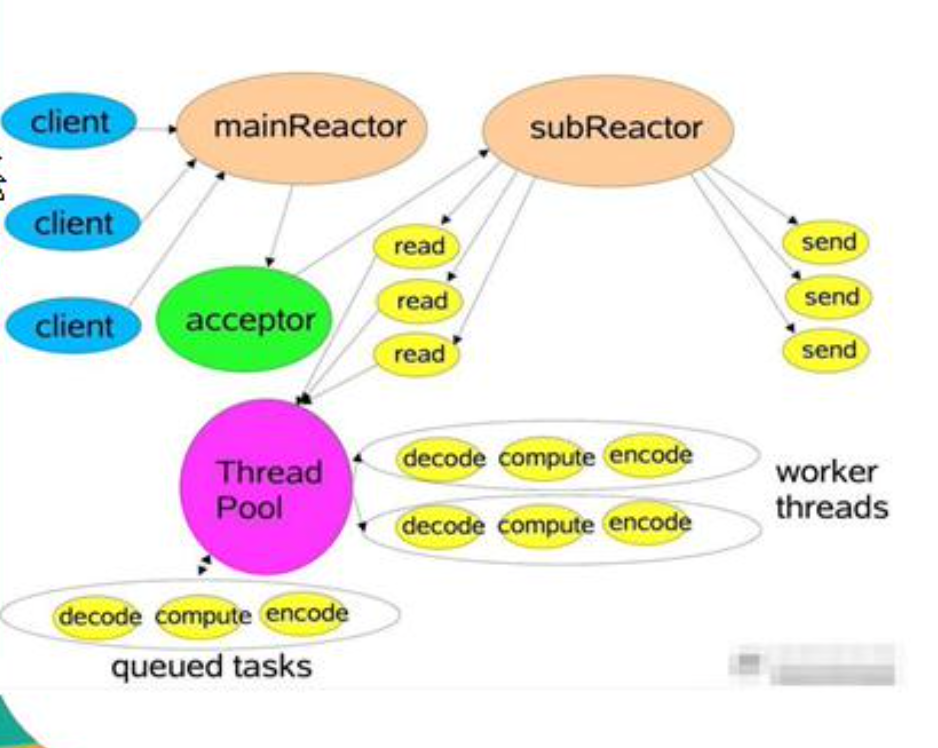 client
mainReactor
subReactor
client
read
send
client
acceptor
read
send
read
send
Thread
Pool
decode compute encode
worker
threads
decode compute encode
decode compute encode
queued tasks